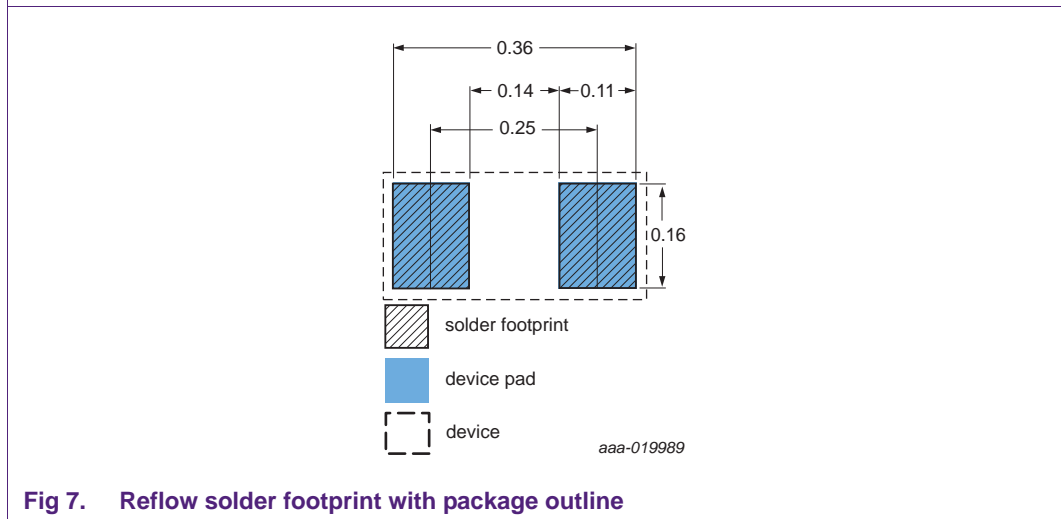 0.36
0.14 0.11
0.25
0.16
solder footprint
device pad
device
aaa-019989
Fig 7. Reflow solder footprint with package outline